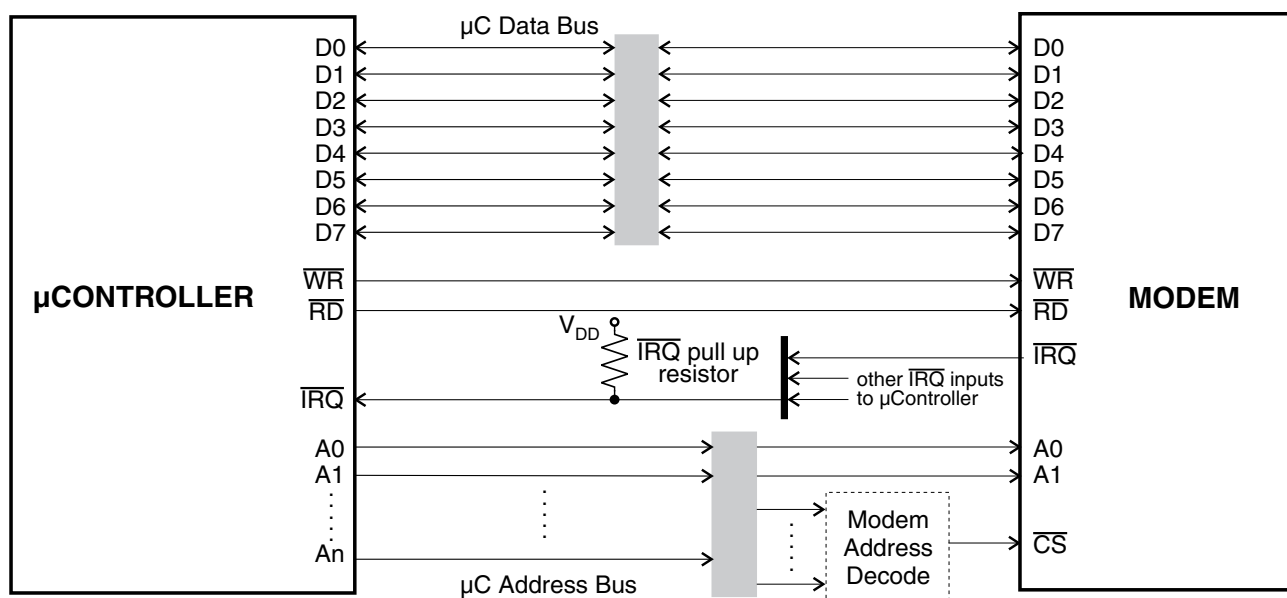 µC Data Bus
D0
D1
D2
D3
D4
D5
D6
D7
D0
D1
D2
D3
D4
D5
D6
D7
µCONTROLLER
WR
RD
WR
RD
MODEM
VDD
IRQ pull up
resistor
IRQ
IRQ
other IRQ inputs
to µController
A0
A1
An
A0
A1
CS
Modem
Address
Decode
µC Address Bus